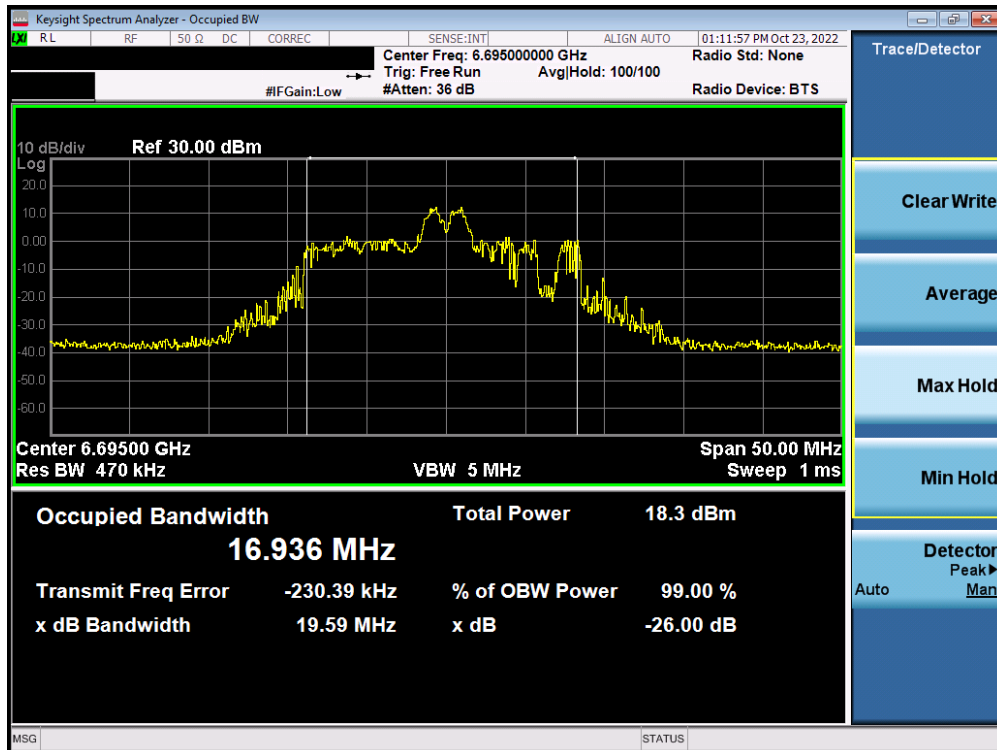 Keysight Spectrum Analyzer - Occupied BW
LXI RL RF 50 Ω DC CORREC SENSE:INT ALIGN AUTO 01:11:57 PM Oct 23, 2022
Center Freq: 6.695000000 GHz Radio Std: None
Trig: Free Run Avg|Hold: 100/100
#IFGain:Low #Atten: 36 dB Radio Device: BTS
10 dB/div Ref 30.00 dBm
Log
20.0
10.0
0.00
-10.0
-20.0
-30.0
-40.0
-50.0
-60.0
Center 6.69500 GHz Span 50.00 MHz
Res BW 470 kHz VBW 5 MHz Sweep 1 ms
Occupied Bandwidth Total Power 18.3 dBm
16.936 MHz
Transmit Freq Error -230.39 kHz % of OBW Power 99.00 %
x dB Bandwidth 19.59 MHz x dB -26.00 dB
MSG STATUS
Trace/Detector
Clear Write
Average
Max Hold
Min Hold
Detector
Peak▶
Auto Man